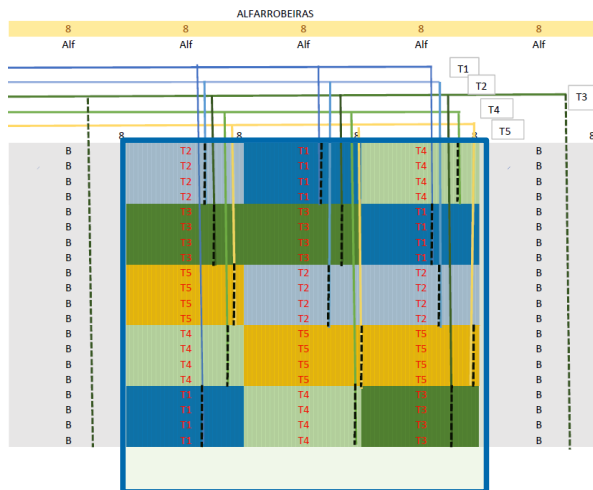 ALFARROBEIRAS
8 8 8 8 8
Alf Alf Alf Alf Alf
T1
T2
T3
T4
T5
8 8 8 8 8
B T2 T1 T4 B
B T2 T1 T4 B
B T2 T1 T4 B
B T2 T1 T4 B
B T3 T3 T1 B
B T3 T3 T1 B
B T3 T3 T1 B
B T3 T3 T1 B
B T5 T2 T2 B
B T5 T2 T2 B
B T5 T2 T2 B
B T5 T2 T2 B
B T4 T5 T5 B
B T4 T5 T5 B
B T4 T5 T5 B
B T4 T5 T5 B
B T1 T4 T3 B
B T1 T4 T3 B
B T1 T4 T3 B
B T1 T4 T3 B